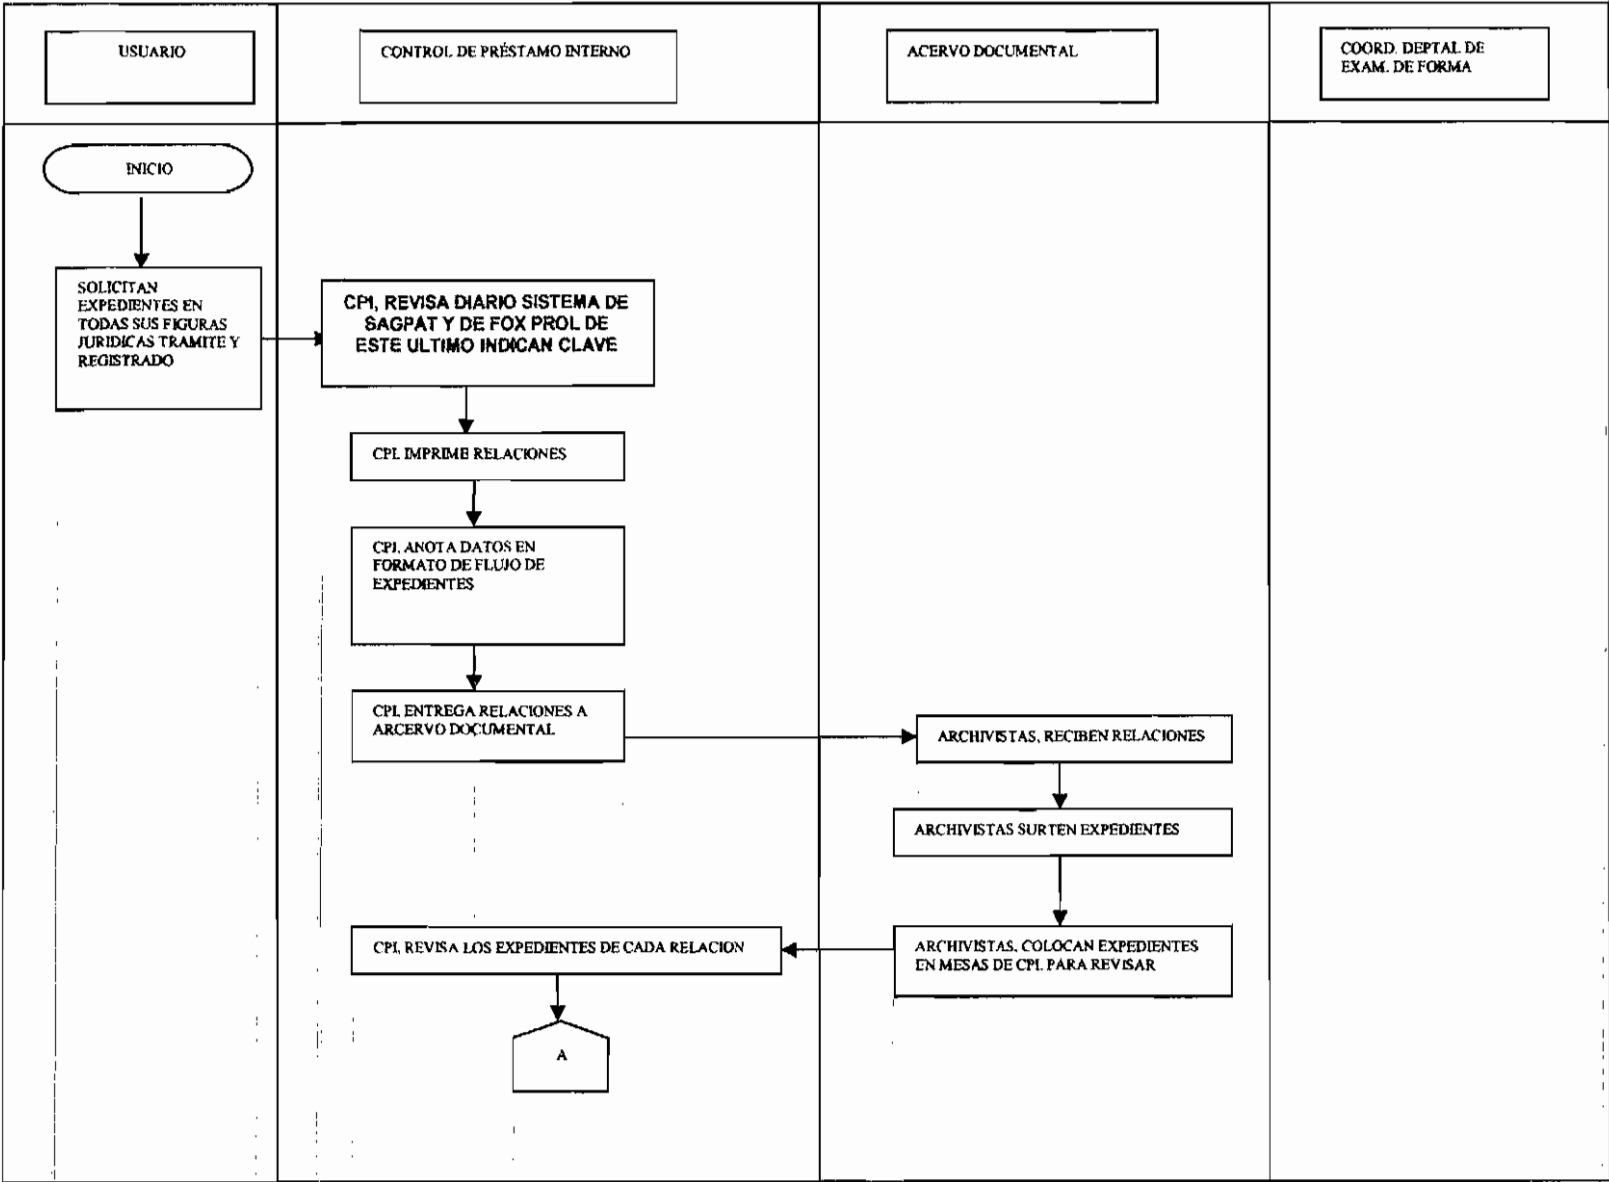 USUARIO
CONTROL DE PRÉSTAMO INTERNO
ACERVO DOCUMENTAL
COORD. DEPTAL DE
EXAM. DE FORMA
INICIO
SOLICITAN
EXPEDIENTES EN
TODAS SUS FIGURAS
JURIDICAS TRAMITE Y
REGISTRADO
CPI, REVISA DIARIO SISTEMA DE
SAGPAT Y DE FOX PROL DE
ESTE ULTIMO INDICAN CLAVE
CPI. IMPRIME RELACIONES
CPI, ANOTA DATOS EN
FORMATO DE FLUJO DE
EXPEDIENTES
CPI. ENTREGA RELACIONES A
ARCERVO DOCUMENTAL
ARCHIVISTAS, RECIBEN RELACIONES
ARCHIVISTAS SURTEN EXPEDIENTES
ARCHIVISTAS, COLOCAN EXPEDIENTES
EN MESAS DE CPI. PARA REVISAR
CPI, REVISA LOS EXPEDIENTES DE CADA RELACION
A